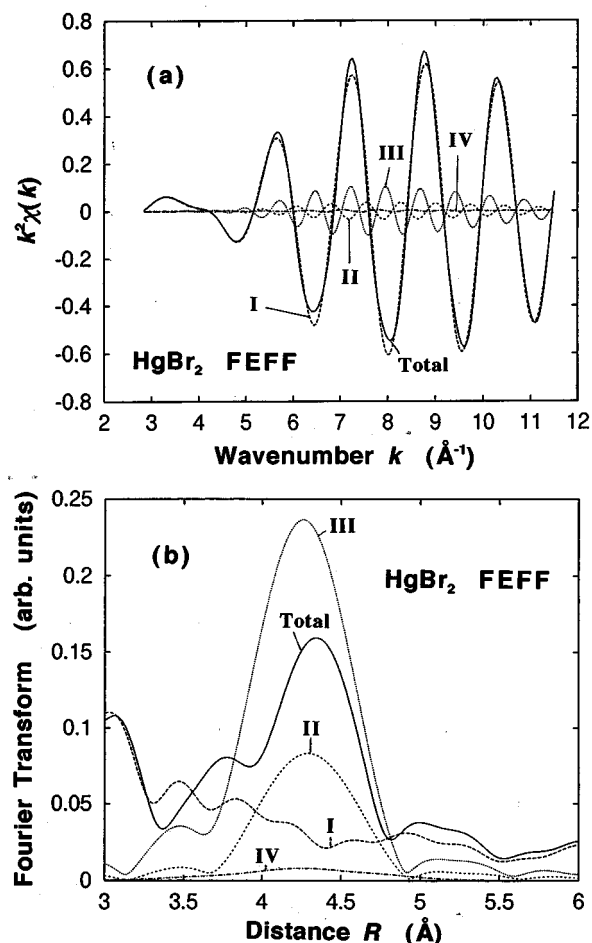 (a)
0.8
0.6
0.4
0.2
0
-0.2
-0.4
-0.6
-0.8
k²χ(k)
III
IV
II
I
Total
HgBr₂ FEFF
2 3 4 5 6 7 8 9 10 11 12
Wavenumber k (Å⁻¹)
(b)
0.25
0.2
0.15
0.1
0.05
0
Fourier Transform (arb. units)
III
HgBr₂ FEFF
Total
II
I
IV
3 3.5 4 4.5 5 5.5 6
Distance R (Å)